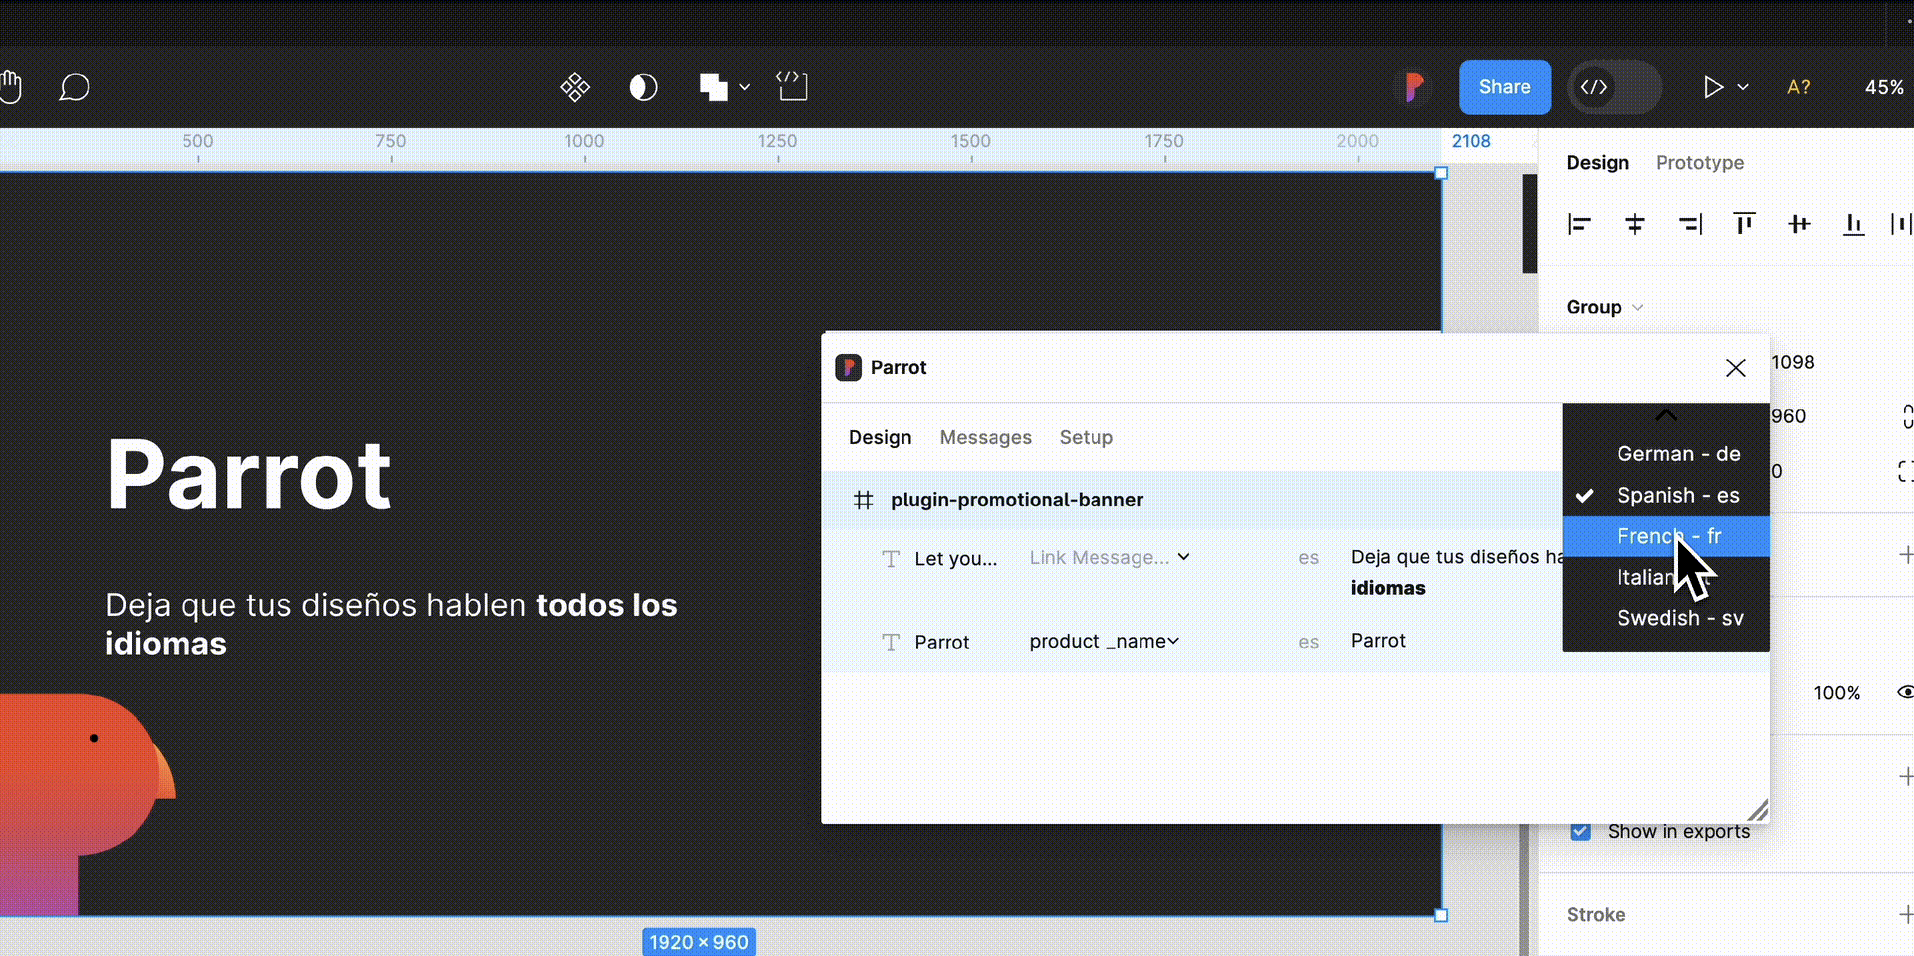 Share
A?
45%
500
750
1000
1250
1500
1750
2000
2108
Design
Prototype
Group
1098
960
0
Parrot
Design
Messages
Setup
German - de
Spanish - es
French - fr
Italian
Swedish - sv
plugin-promotional-banner
Let you...
Link Message...
es
Deja que tus diseños ha
idiomas
Parrot
product _name
es
Parrot
Parrot
Deja que tus diseños hablen todos los
idiomas
100%
Show in exports
Stroke
1920 × 960